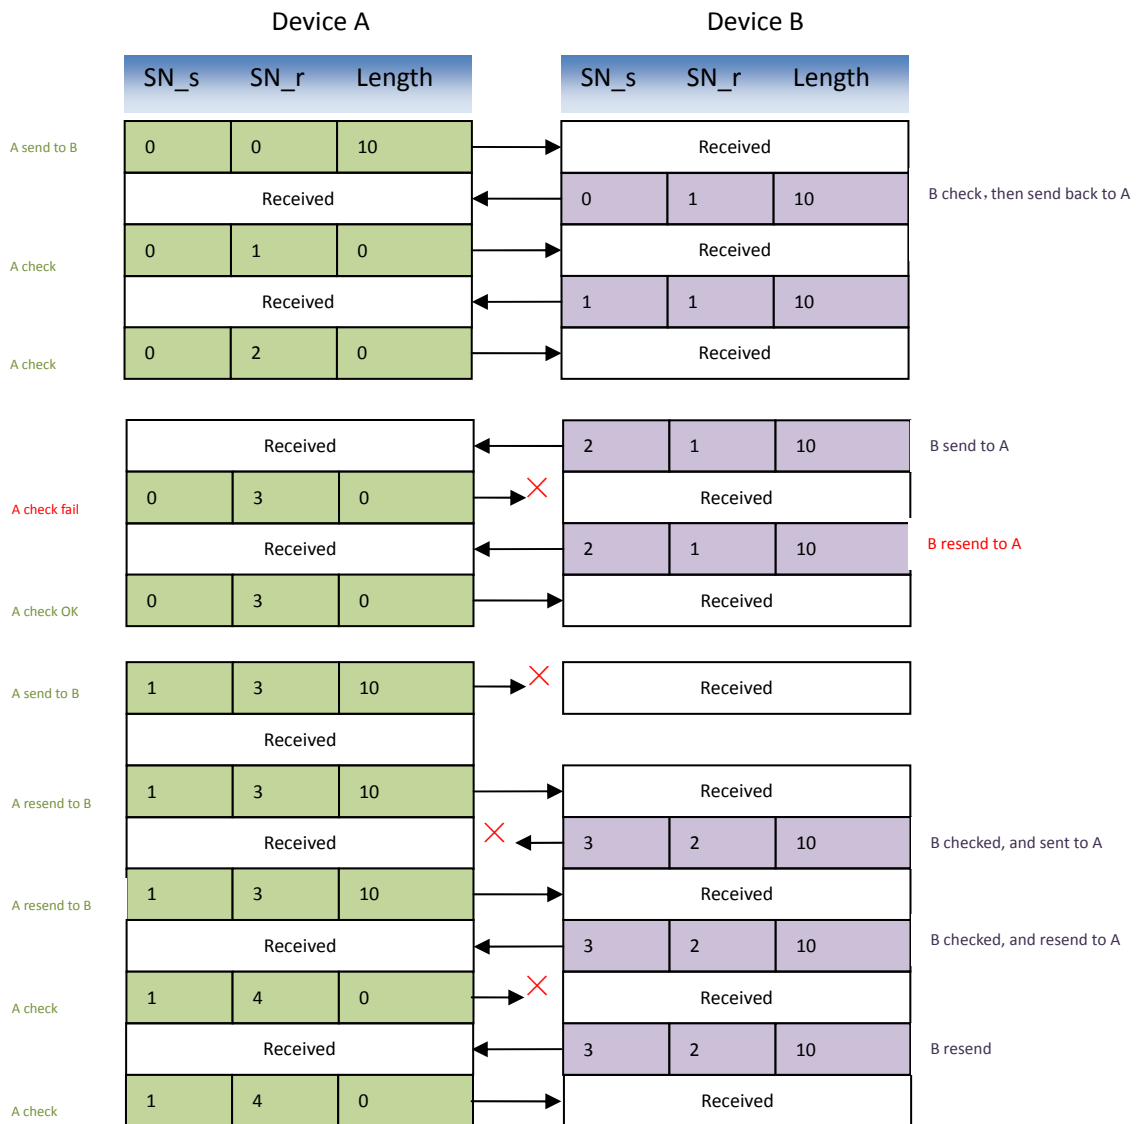 Device A Device B
SN_s SN_r Length SN_s SN_r Length
A send to B 0 0 10 Received
Received 0 1 10 B check，then send back to A
A check 0 1 0 Received
Received 1 1 10
A check 0 2 0 Received
Received 2 1 10 B send to A
A check fail 0 3 0 Received
Received 2 1 10 B resend to A
A check OK 0 3 0 Received
A send to B 1 3 10 Received
Received
A resend to B 1 3 10 Received
Received 3 2 10 B checked, and sent to A
A resend to B 1 3 10 Received
Received 3 2 10 B checked, and resend to A
A check 1 4 0 Received
Received 3 2 10 B resend
A check 1 4 0 Received